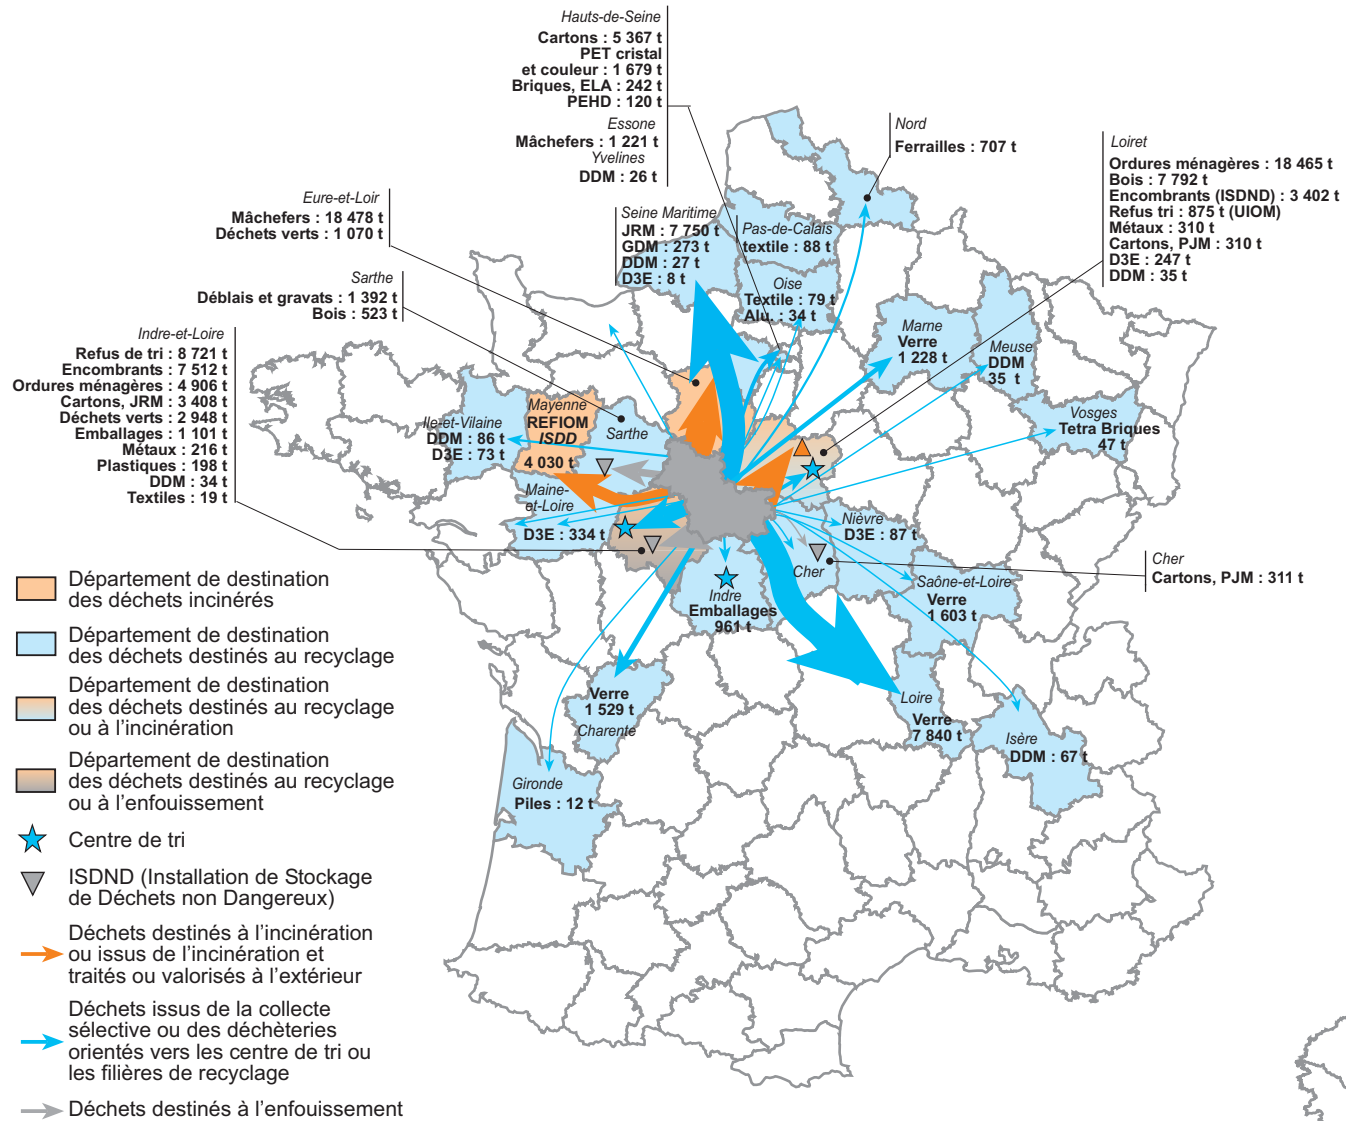 Hauts-de-Seine
Cartons : 5 367 t
PET cristal
et couleur : 1 679 t
Briques, ELA : 242 t
PEHD : 120 t
Essone
Mâchefers : 1 221 t
Yvelines
DDM : 26 t
Nord
Ferrailles : 707 t
Loiret
Ordures ménagères : 18 465 t
Bois : 7 792 t
Encombrants (ISDND) : 3 402 t
Refus tri : 875 t (UIOM)
Métaux : 310 t
Cartons, PJM : 310 t
D3E : 247 t
DDM : 35 t
Eure-et-Loir
Mâchefers : 18 478 t
Déchets verts : 1 070 t
Seine Maritime
JRM : 7 750 t
GDM : 273 t
DDM : 27 t
D3E : 8 t
Pas-de-Calais
textile : 88 t
Oise
Textile : 79 t
Alu. : 34 t
Sarthe
Déblais et gravats : 1 392 t
Bois : 523 t
Indre-et-Loire
Refus de tri : 8 721 t
Encombrants : 7 512 t
Ordures ménagères : 4 906 t
Cartons, JRM : 3 408 t
Déchets verts : 2 948 t
Emballages : 1 101 t
Métaux : 216 t
Plastiques : 198 t
DDM : 34 t
Textiles : 19 t
Marne
Verre
1 228 t
Meuse
DDM
35 t
Vosges
Tetra Briques
47 t
Ile-et-Vilaine
DDM : 86 t
D3E : 73 t
Mayenne
REFIOM
ISDD
4 030 t
Sarthe
Maine-
et-Loire
D3E : 334 t
Nièvre
D3E : 87 t
Cher
Cher
Cartons, PJM : 311 t
Saône-et-Loire
Verre
1 603 t
Indre
Emballages
961 t
Verre
1 529 t
Charente
Loire
Verre
7 840 t
Isère
DDM : 67 t
Gironde
Piles : 12 t
Département de destination
des déchets incinérés
Département de destination
des déchets destinés au recyclage
Département de destination
des déchets destinés au recyclage
ou à l'incinération
Département de destination
des déchets destinés au recyclage
ou à l'enfouissement
Centre de tri
ISDND (Installation de Stockage
de Déchets non Dangereux)
Déchets destinés à l'incinération
ou issus de l'incinération et
traités ou valorisés à l'extérieur
Déchets issus de la collecte
sélective ou des déchèteries
orientés vers les centre de tri ou
les filières de recyclage
Déchets destinés à l'enfouissement